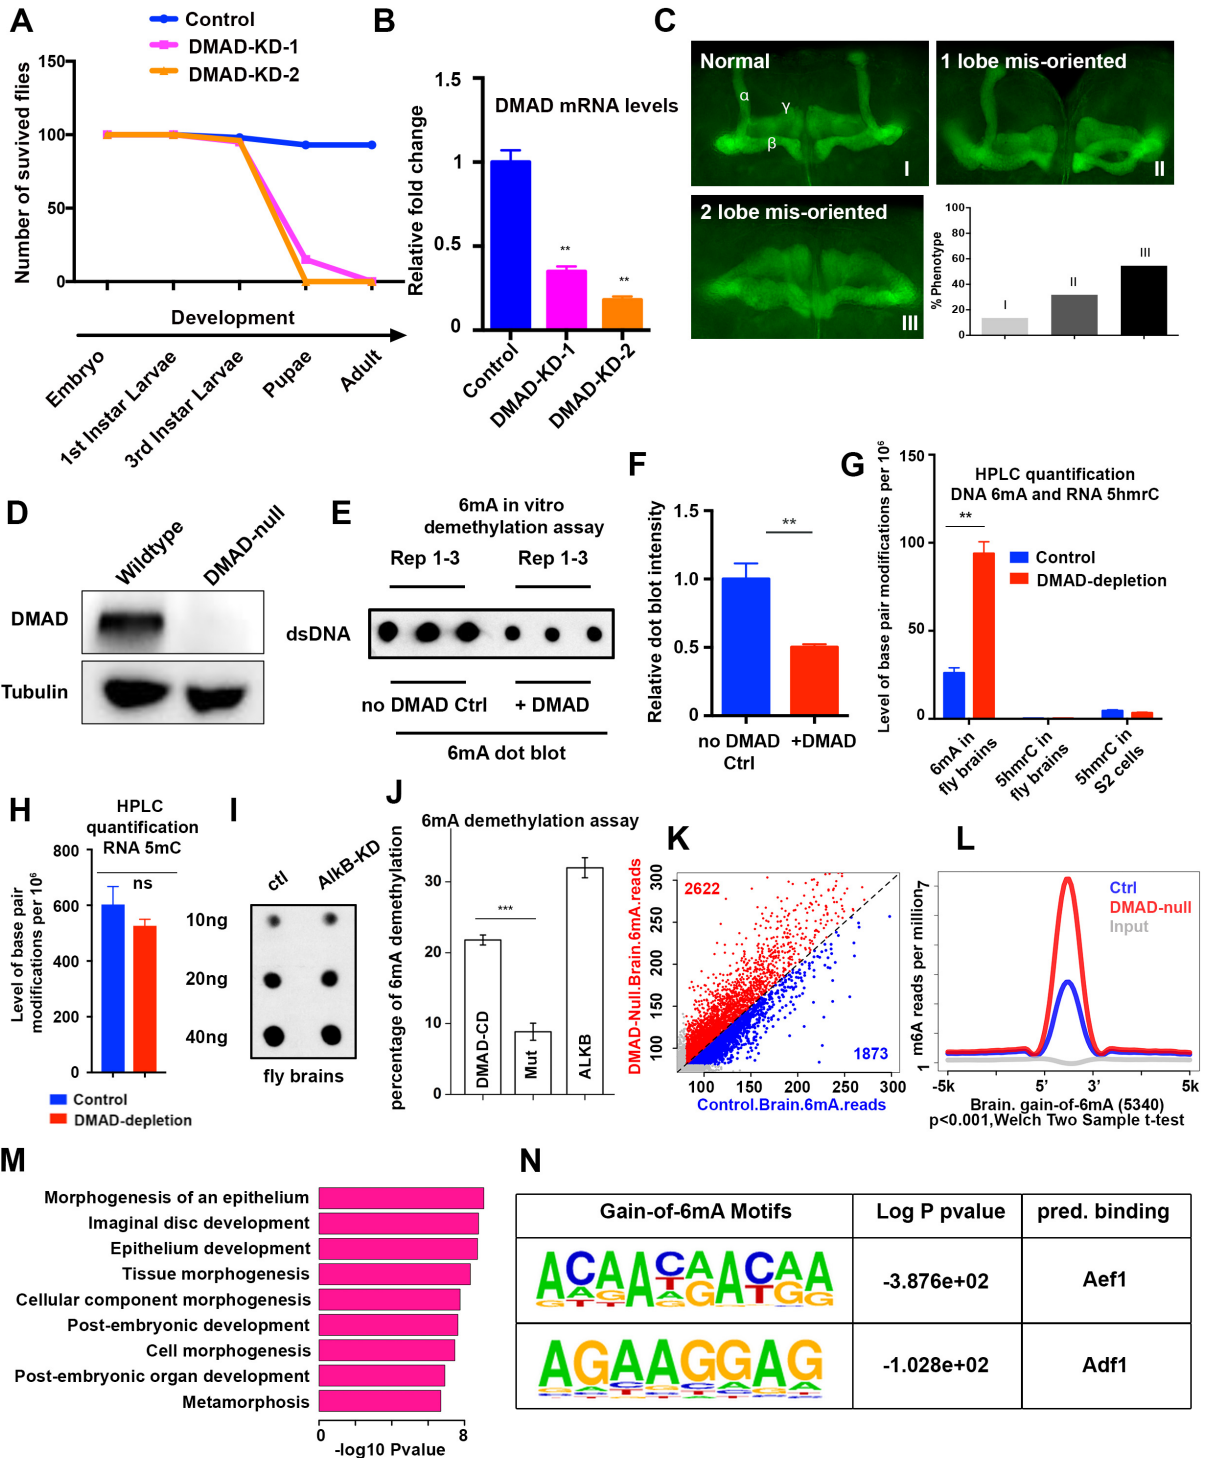 A
Control
DMAD-KD-1
DMAD-KD-2
Number of suvived flies
150
100
50
0
Development
Embryo
1st Instar Larvae
3rd Instar Larvae
Pupae
Adult
B
DMAD mRNA levels
Relative fold change
1.5
1
0.5
0
**
**
Control
DMAD-KD-1
DMAD-KD-2
C
Normal
α
γ
β
I
1 lobe mis-oriented
II
2 lobe mis-oriented
III
% Phenotype
100
80
60
40
20
0
I
II
III
D
Wildtype
DMAD-null
DMAD
Tubulin
E
6mA in vitro
demethylation assay
Rep 1-3
Rep 1-3
dsDNA
no DMAD Ctrl
+ DMAD
6mA dot blot
F
Relative dot blot intensity
1.5
1.0
0.5
0
**
no DMAD
Ctrl
+DMAD
G
HPLC quantification
DNA 6mA and RNA 5hmrC
Level of base pair modifications per 10⁶
150
100
50
0
**
Control
DMAD-depletion
6mA in
fly brains
5hmrC in
fly brains
5hmrC in
S2 cells
H
HPLC
quantification
RNA 5mC
Level of base pair
modifications per 10⁶
800
600
400
200
0
ns
Control
DMAD-depletion
I
ctl
AlkB-KD
10ng
20ng
40ng
fly brains
J
6mA demethylation assay
percentage of 6mA demethylation
30
20
10
0
***
DMAD-CD
Mut
ALKB
K
DMAD-Null.Brain.6mA.reads
300
250
200
150
100
2622
1873
100
150
200
250
300
Control.Brain.6mA.reads
L
m6A reads per million
7
1
Ctrl
DMAD-null
Input
-5k
5'
3'
5k
Brain. gain-of-6mA (5340)
p<0.001,Welch Two Sample t-test
M
Morphogenesis of an epithelium
Imaginal disc development
Epithelium development
Tissue morphogenesis
Cellular component morphogenesis
Post-embryonic development
Cell morphogenesis
Post-embryonic organ development
Metamorphosis
0
8
-log10 Pvalue
N
Gain-of-6mA Motifs
Log P pvalue
pred. binding
ACAACAACAA
-3.876e+02
Aef1
AGAAGGAG
-1.028e+02
Adf1